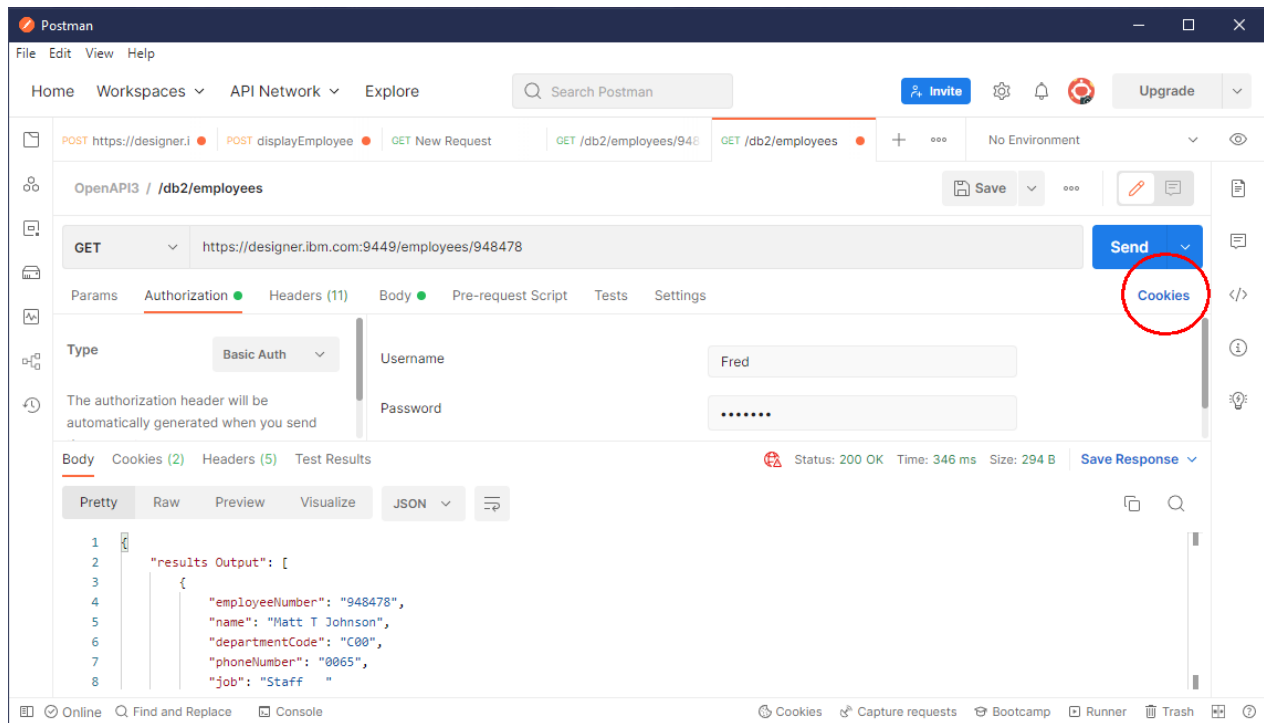 Postman
File Edit View Help
Home Workspaces API Network Explore Search Postman Invite Upgrade
POST https://designer.i POST displayEmployee GET New Request GET /db2/employees/948 GET /db2/employees No Environment
OpenAPI3 / /db2/employees Save
GET https://designer.ibm.com:9449/employees/948478 Send
Params Authorization Headers (11) Body Pre-request Script Tests Settings Cookies
Type Basic Auth Username Fred
The authorization header will be
automatically generated when you send
Password •••••••
Body Cookies (2) Headers (5) Test Results Status: 200 OK Time: 346 ms Size: 294 B Save Response
Pretty Raw Preview Visualize JSON
1 {
2 "results Output": [
3 {
4 "employeeNumber": "948478",
5 "name": "Matt T Johnson",
6 "departmentCode": "C00",
7 "phoneNumber": "0065",
8 "job": "Staff   "
Online Find and Replace Console Cookies Capture requests Bootcamp Runner Trash